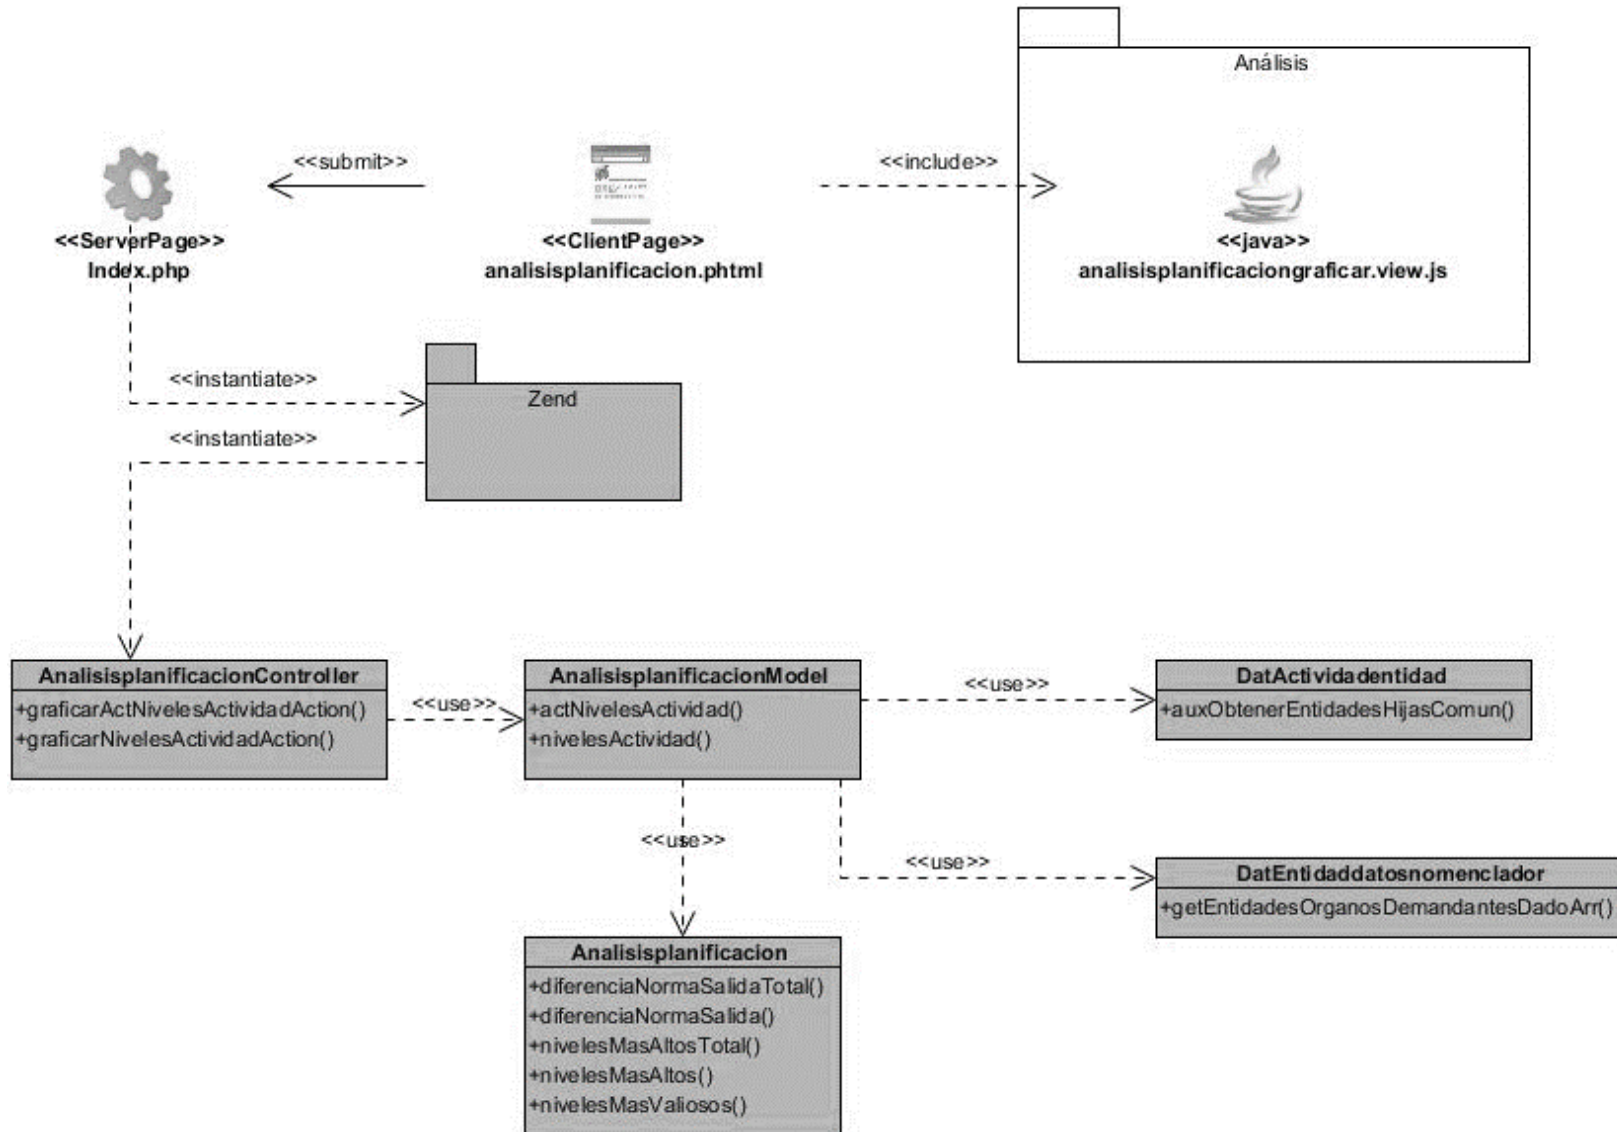 Análisis
<<submit>>
<<include>>
<<ServerPage>>
Index.php
<<ClientPage>>
analisisplanificacion.phtml
<<java>>
analisisplanificaciongraficar.view.js
<<instantiate>>
Zend
<<instantiate>>
AnalisisplanificacionController
+graficarActNivelesActividadAction()
+graficarNivelesActividadAction()
<<use>>
AnalisisplanificacionModel
+actNivelesActividad()
+nivelesActividad()
<<use>>
DatActividadentidad
+auxObtenerEntidadesHijasComun()
<<use>>
<<use>>
DatEntidaddatosnomenclador
+getEntidadesOrganosDemandantesDadoArr()
Analisisplanificacion
+diferenciaNormaSalidaTotal()
+diferenciaNormaSalida()
+nivelesMasAltosTotal()
+nivelesMasAltos()
+nivelesMasValiosos()